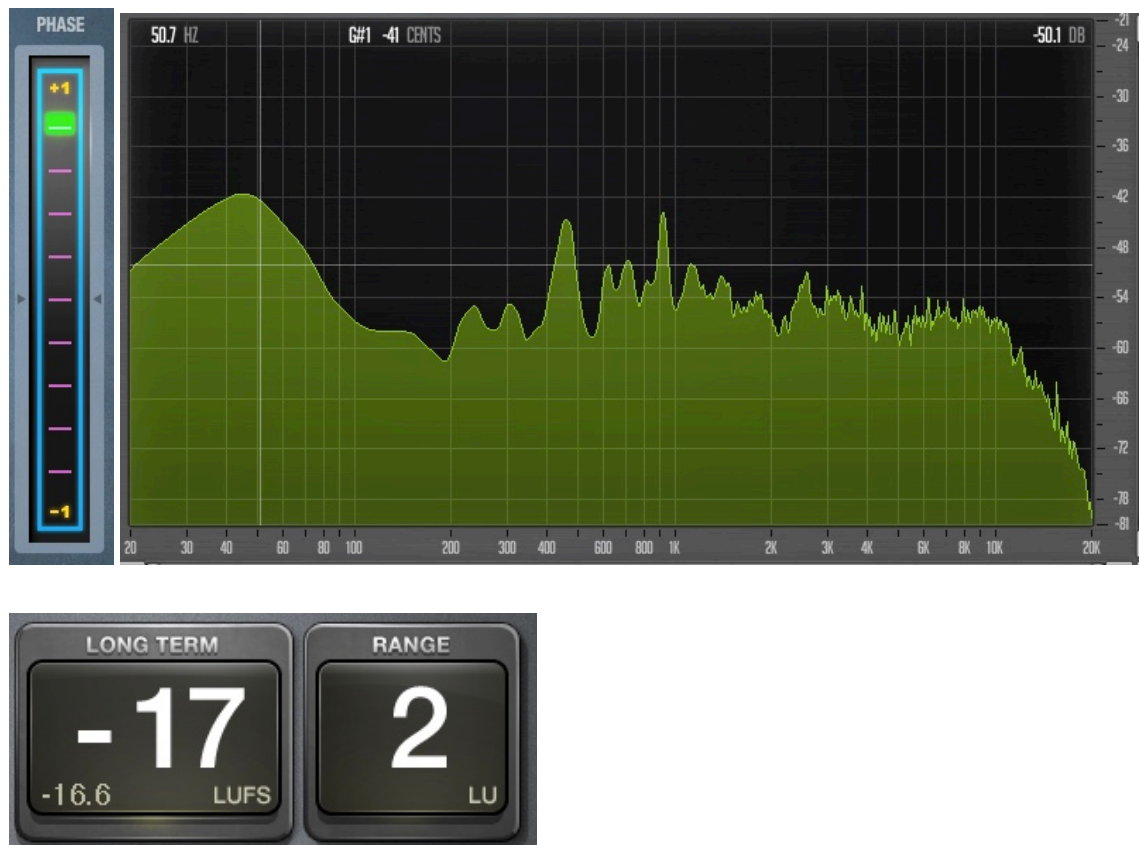 PHASE
+1
-1
50.7 HZ G#1 -41 CENTS -50.1 DB
-21
-24
-30
-36
-42
-48
-54
-60
-66
-72
-78
-81
20 30 40 60 80 100 200 300 400 600 800 1K 2K 3K 4K 6K 8K 10K 20K
LONG TERM
-17
-16.6 LUFS
RANGE
2
LU